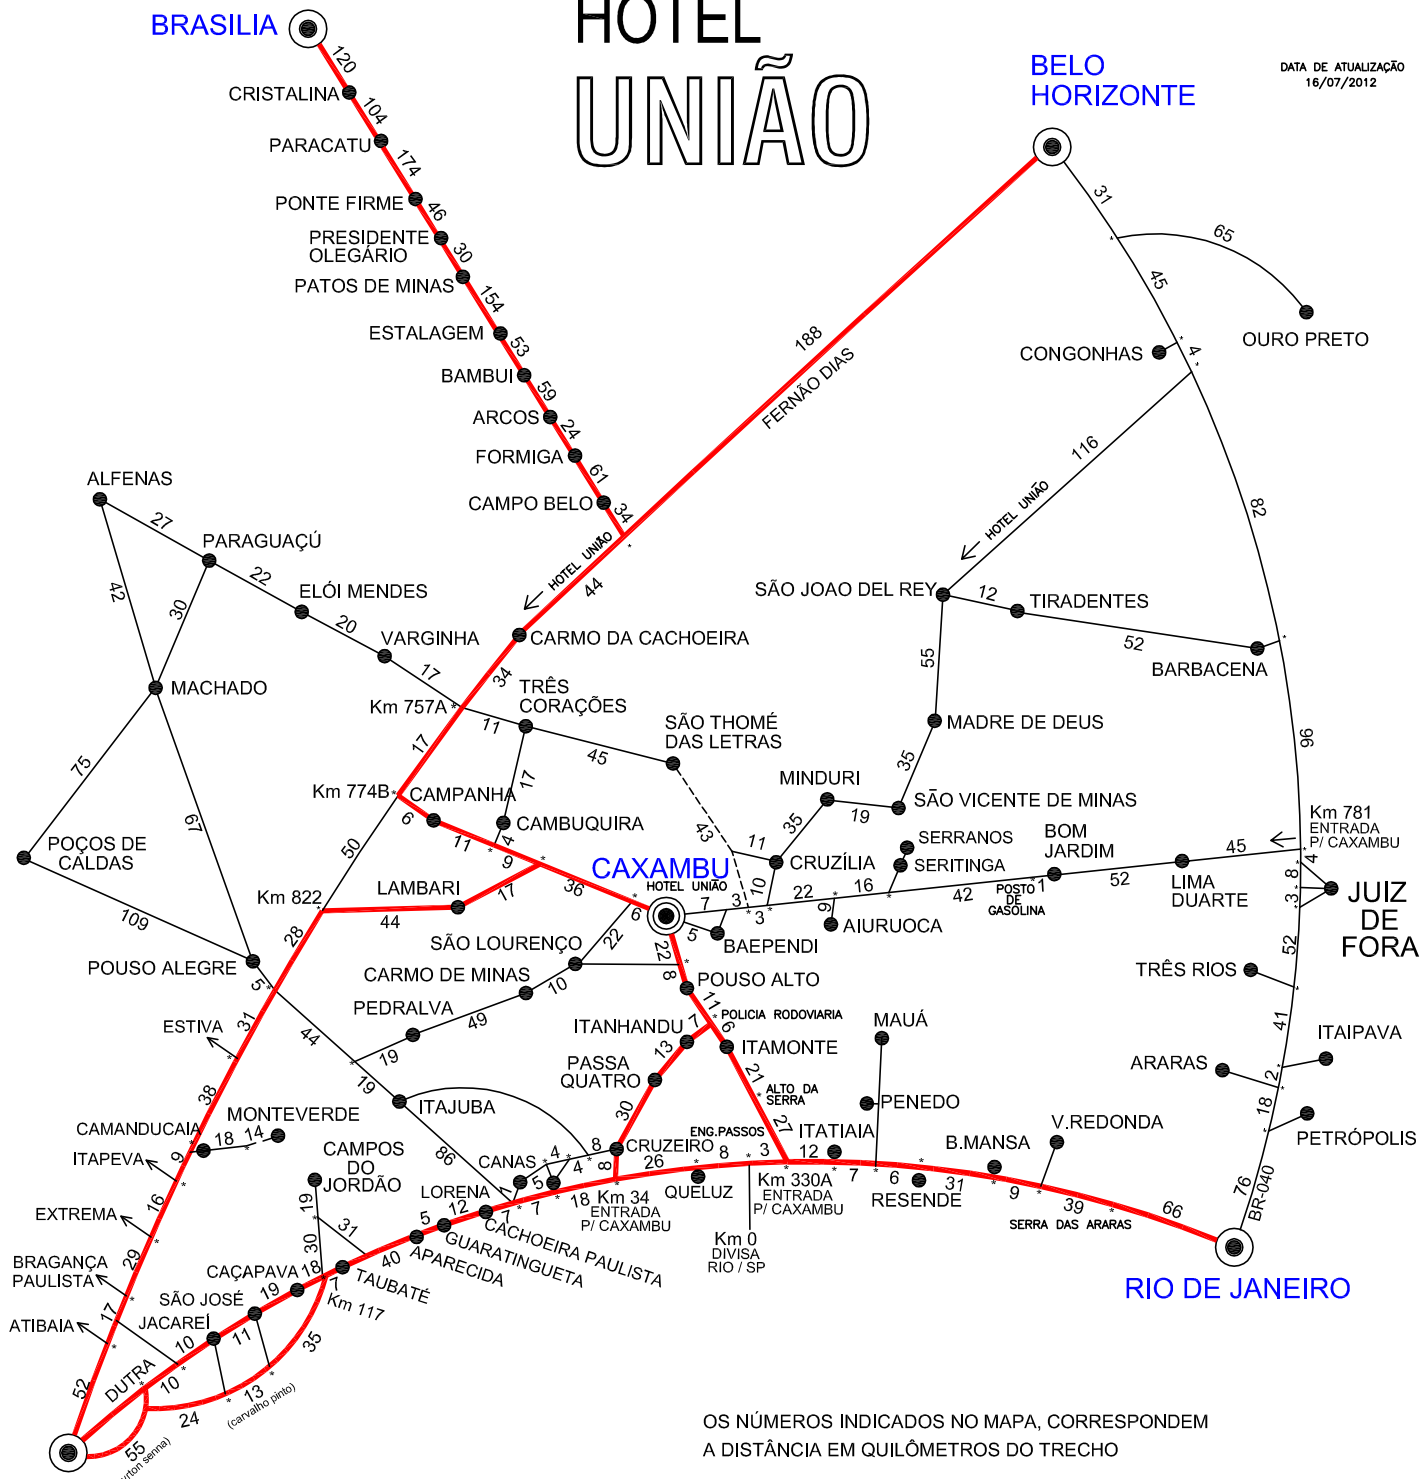 HOTEL
UNIÃO
DATA DE ATUALIZAÇÃO
16/07/2012
BRASILIA
120
CRISTALINA
104
PARACATU
174
PONTE FIRME
46
PRESIDENTE
OLEGÁRIO
30
PATOS DE MINAS
154
ESTALAGEM
53
BAMBUI
59
ARCOS
24
FORMIGA
61
CAMPO BELO
34
BELO
HORIZONTE
31
65
45
OURO PRETO
CONGONHAS
4
188
FERNÃO DIAS
116
HOTEL UNIÃO
82
HOTEL UNIÃO
44
ALFENAS
27
PARAGUAÇÚ
42
30
22
ELÓI MENDES
20
VARGINHA
17
CARMO DA CACHOEIRA
34
SÃO JOAO DEL REY
12
TIRADENTES
52
BARBACENA
55
MACHADO
Km 757A
TRÊS
CORAÇÕES
11
45
SÃO THOMÉ
DAS LETRAS
MADRE DE DEUS
35
96
75
67
17
17
Km 774B
CAMPANHA
6
CAMBUQUIRA
4
11
9
43
MINDURI
35
19
SÃO VICENTE DE MINAS
11
CRUZÍLIA
10
SERRANOS
SERITINGA
BOM
JARDIM
45
Km 781
ENTRADA
P/ CAXAMBU
4
POÇOS DE
CALDAS
109
50
Km 822
LAMBARI
44
17
36
CAXAMBU
HOTEL UNIÃO
6
7
3
3
22
16
42
POSTO
DE
GASOLINA
1
52
LIMA
DUARTE
8
3
JUIZ
DE
FORA
5
BAEPENDI
9
AIURUOCA
28
POUSO ALEGRE
5
SÃO LOURENÇO
22
22
8
POUSO ALTO
CARMO DE MINAS
10
PEDRALVA
49
19
52
TRÊS RIOS
41
ITAIPAVA
ARARAS
2
18
PETRÓPOLIS
76
BR-040
ESTIVA
31
44
11
POLICIA RODOVIARIA
ITANHANDU
7
6
ITAMONTE
13
PASSA
QUATRO
21
ALTO DA
SERRA
27
MAUÁ
PENEDO
38
19
ITAJUBA
30
MONTEVERDE
CAMANDUCAIA
18
14
9
ITAPEVA
16
CAMPOS
DO
JORDÃO
19
86
CANAS
4
8
CRUZEIRO
ENG.PASSOS
ITATIAIA
V.REDONDA
B.MANSA
4
5
8
26
8
3
12
7
6
31
9
39
66
1
7
7
18
QUELUZ
RESENDE
SERRA DAS ARARAS
Km 34
ENTRADA
P/ CAXAMBU
Km 330A
ENTRADA
P/ CAXAMBU
Km 0
DIVISA
RIO / SP
RIO DE JANEIRO
EXTREMA
29
BRAGANÇA
PAULISTA
17
ATIBAIA
52
LORENA
5
12
CACHOEIRA PAULISTA
GUARATINGUETA
APARECIDA
40
31
30
TAUBATÉ
CAÇAPAVA
18
7
Km 117
SÃO JOSÉ
19
JACAREÍ
11
10
35
DUTRA
10
13
(carvalho pinto)
24
55
OS NÚMEROS INDICADOS NO MAPA, CORRESPONDEM
A DISTÂNCIA EM QUILÔMETROS DO TRECHO